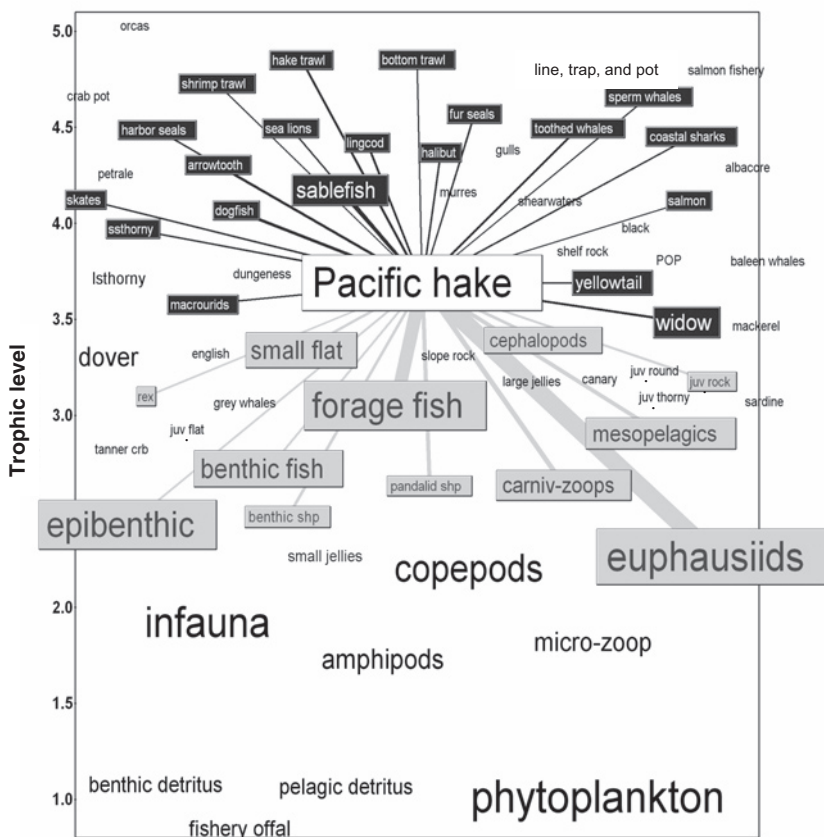 5.0
orcas
hake trawl
bottom trawl
line, trap, and pot
salmon fishery
shrimp trawl
crab pot
sperm whales
4.5
harbor seals
sea lions
fur seals
toothed whales
coastal sharks
lingcod
halibut
gulls
arrowtooth
petrale
albacore
skates
sablefish
murres
shearwaters
salmon
4.0
dogfish
ssthorny
black
shelf rock
POP
baleen whales
lsthorny
dungeness
Pacific hake
yellowtail
macrourids
3.5
widow
mackerel
dover
english
small flat
slope rock
cephalopods
rex
grey whales
forage fish
large jellies
canary
juv round
juv rock
juv thorny
sardine
3.0
juv flat
mesopelagics
tanner crb
benthic fish
pandalid shp
carniv-zoops
epibenthic
benthic shp
small jellies
copepods
euphausiids
2.0
infauna
amphipods
micro-zoop
1.5
benthic detritus
pelagic detritus
phytoplankton
1.0
fishery offal
Trophic level